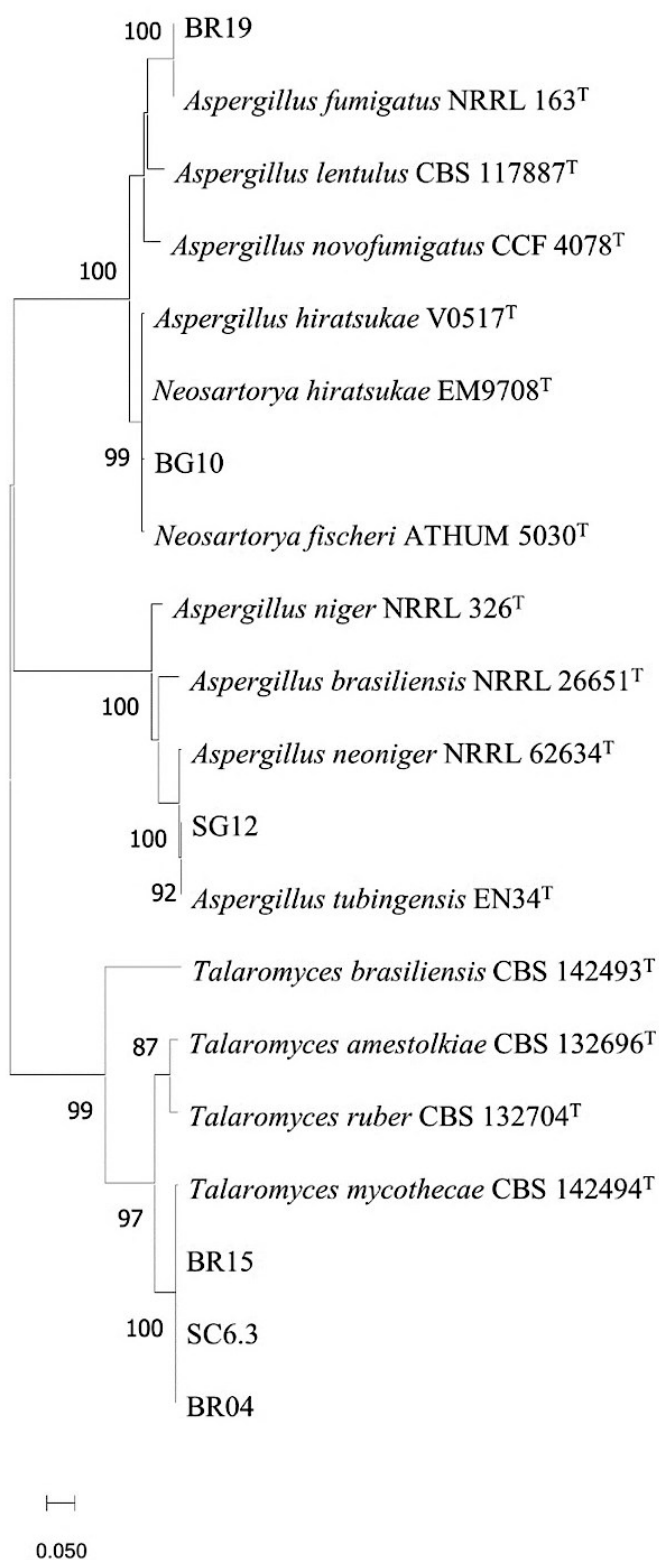 100 BR19
Aspergillus fumigatus NRRL 163ᵀ
Aspergillus lentulus CBS 117887ᵀ
Aspergillus novofumigatus CCF 4078ᵀ
100
Aspergillus hiratsukae V0517ᵀ
Neosartorya hiratsukae EM9708ᵀ
99 BG10
Neosartorya fischeri ATHUM 5030ᵀ
Aspergillus niger NRRL 326ᵀ
Aspergillus brasiliensis NRRL 26651ᵀ
100
Aspergillus neoniger NRRL 62634ᵀ
100 SG12
92 Aspergillus tubingensis EN34ᵀ
Talaromyces brasiliensis CBS 142493ᵀ
87 Talaromyces amestolkiae CBS 132696ᵀ
99 Talaromyces ruber CBS 132704ᵀ
Talaromyces mycothecae CBS 142494ᵀ
97
BR15
100 SC6.3
BR04
0.050